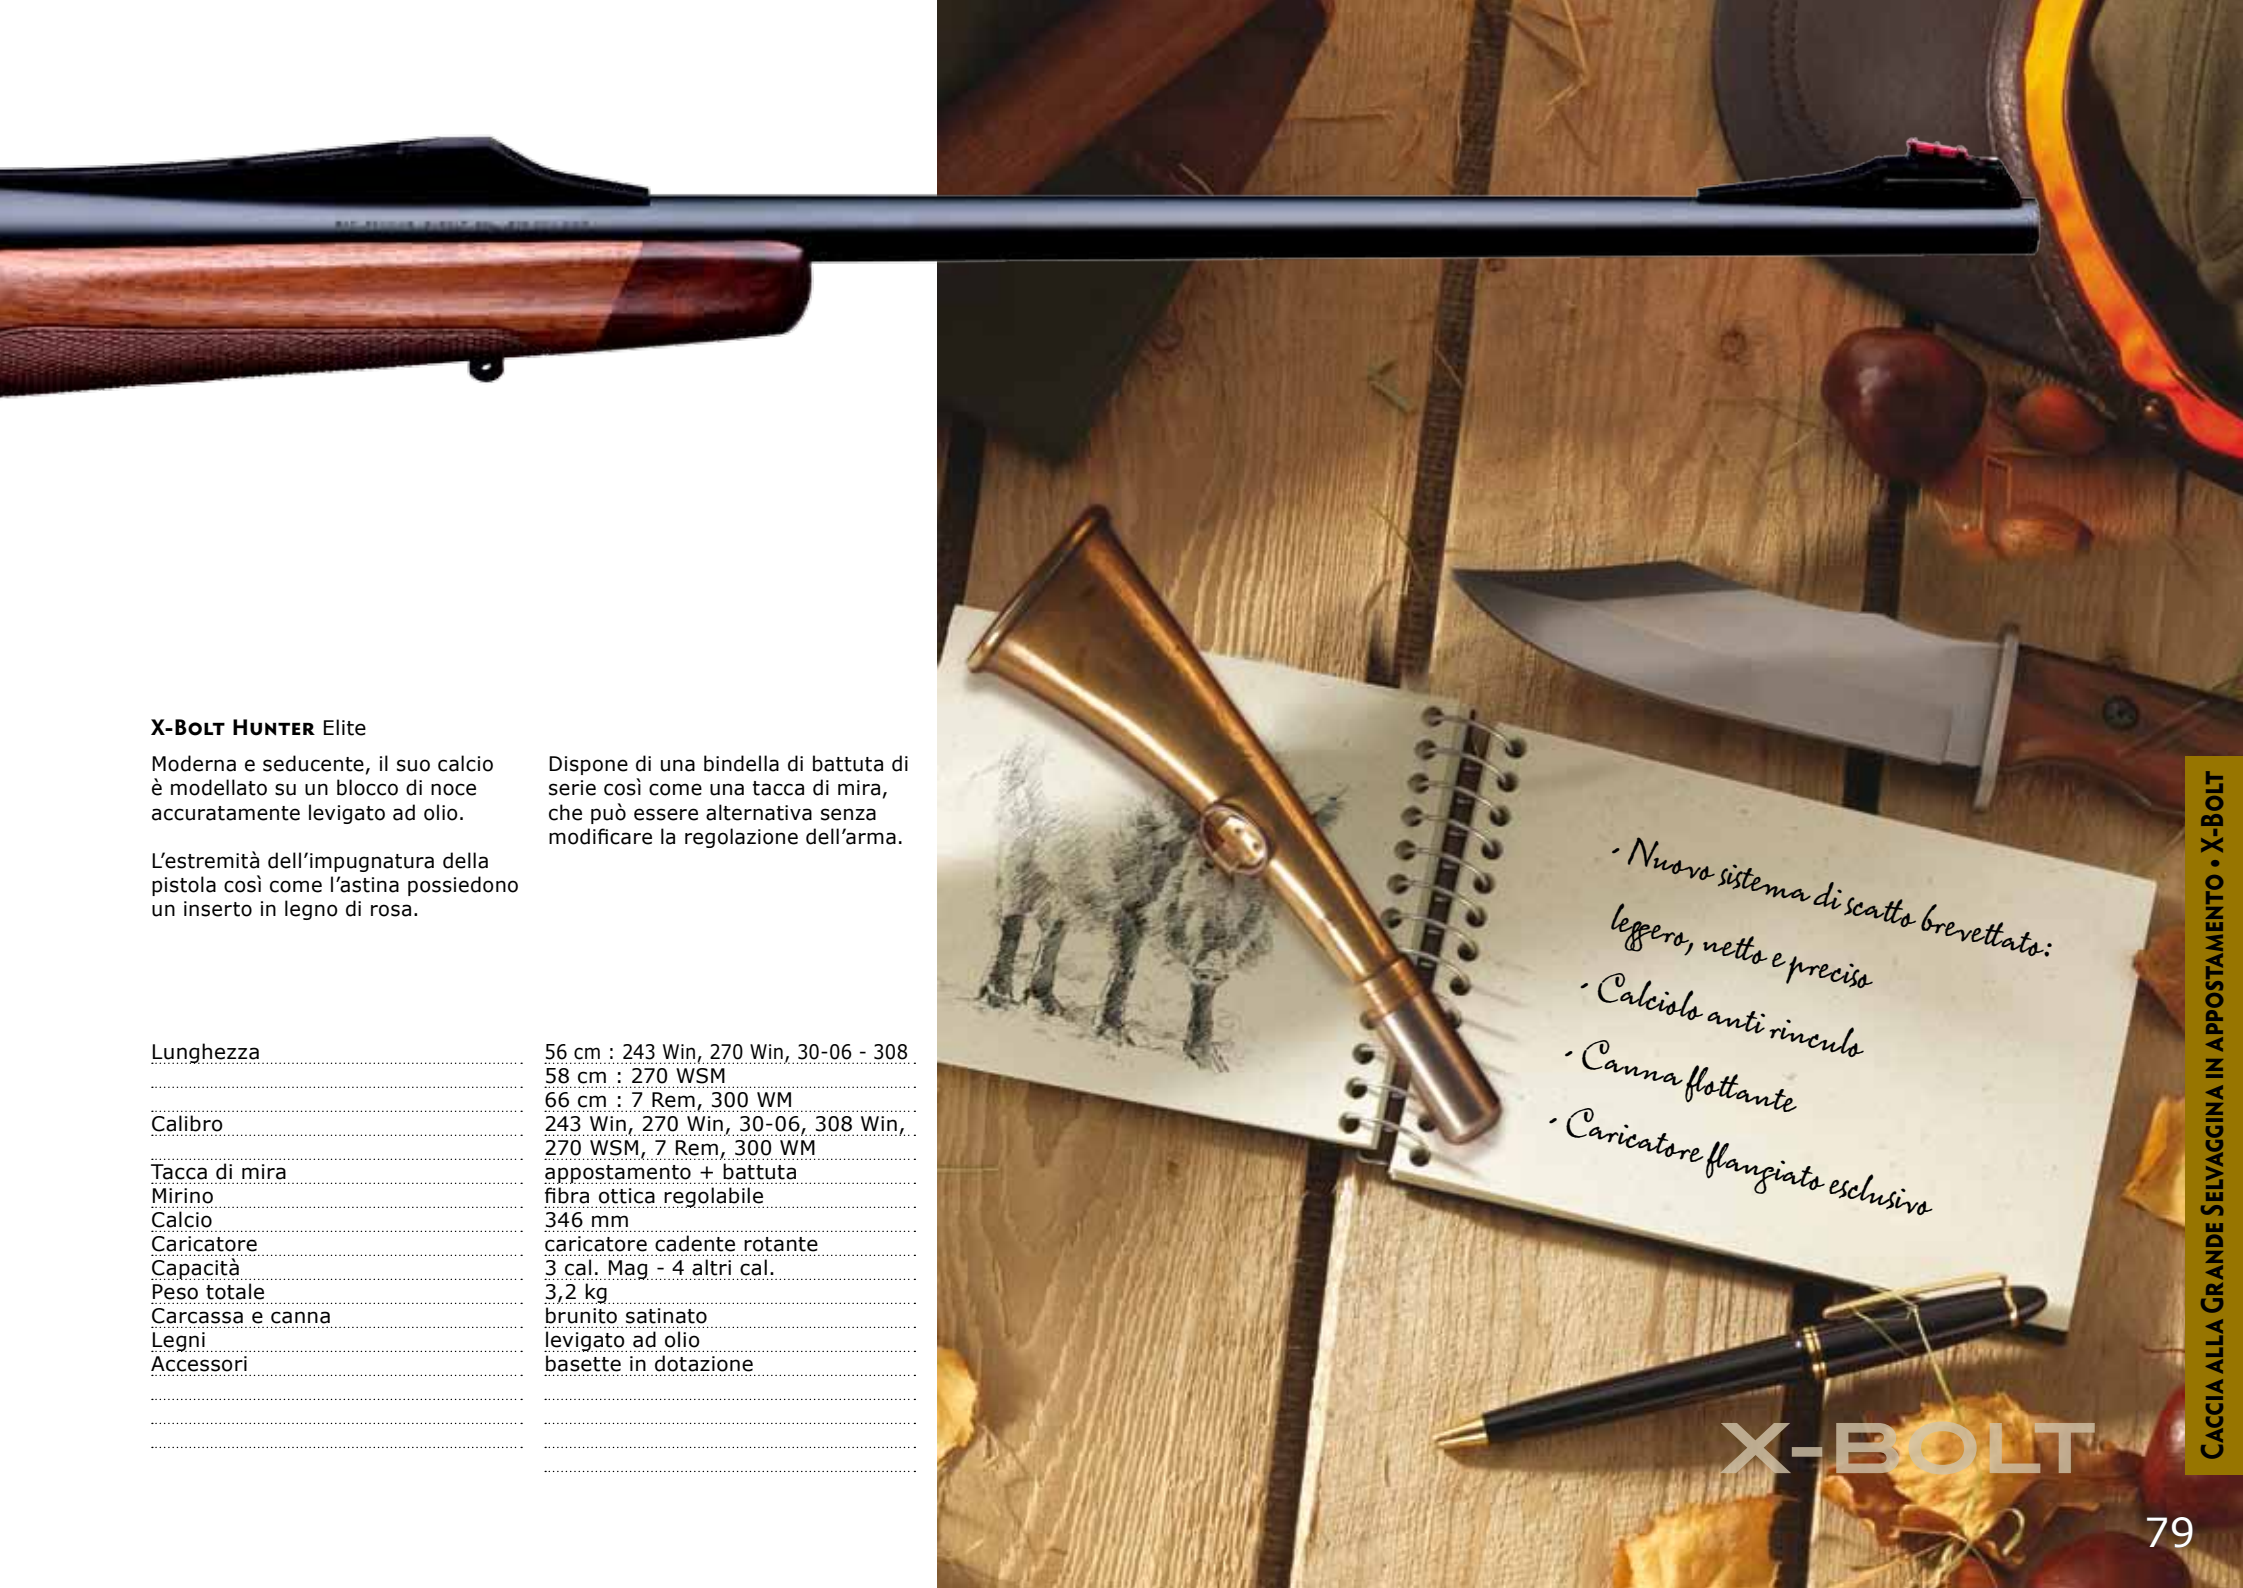 X-Bolt Hunter Elite
Moderna e seducente, il suo calcio
è modellato su un blocco di noce
accuratamente levigato ad olio.
L’estremità dell’impugnatura della
pistola così come l’astina possiedono
un inserto in legno di rosa.
Dispone di una bindella di battuta di
serie così come una tacca di mira,
che può essere alternativa senza
modificare la regolazione dell’arma.
Lunghezza 56 cm : 243 Win, 270 Win, 30-06 - 308
58 cm : 270 WSM
66 cm : 7 Rem, 300 WM
Calibro 243 Win, 270 Win, 30-06, 308 Win,
270 WSM, 7 Rem, 300 WM
Tacca di mira appostamento + battuta
Mirino fibra ottica regolabile
Calcio 346 mm
Caricatore caricatore cadente rotante
Capacità 3 cal. Mag - 4 altri cal.
Peso totale 3,2 kg
Carcassa e canna brunito satinato
Legni levigato ad olio
Accessori basette in dotazione
· Nuovo sistema di scatto brevettato:
leggero, netto e preciso
· Calciolo anti rinculo
· Canna flottante
· Caricatore flangiato esclusivo
X-BOLT
Caccia alla Grande Selvaggina in appostamento • X-Bolt
79